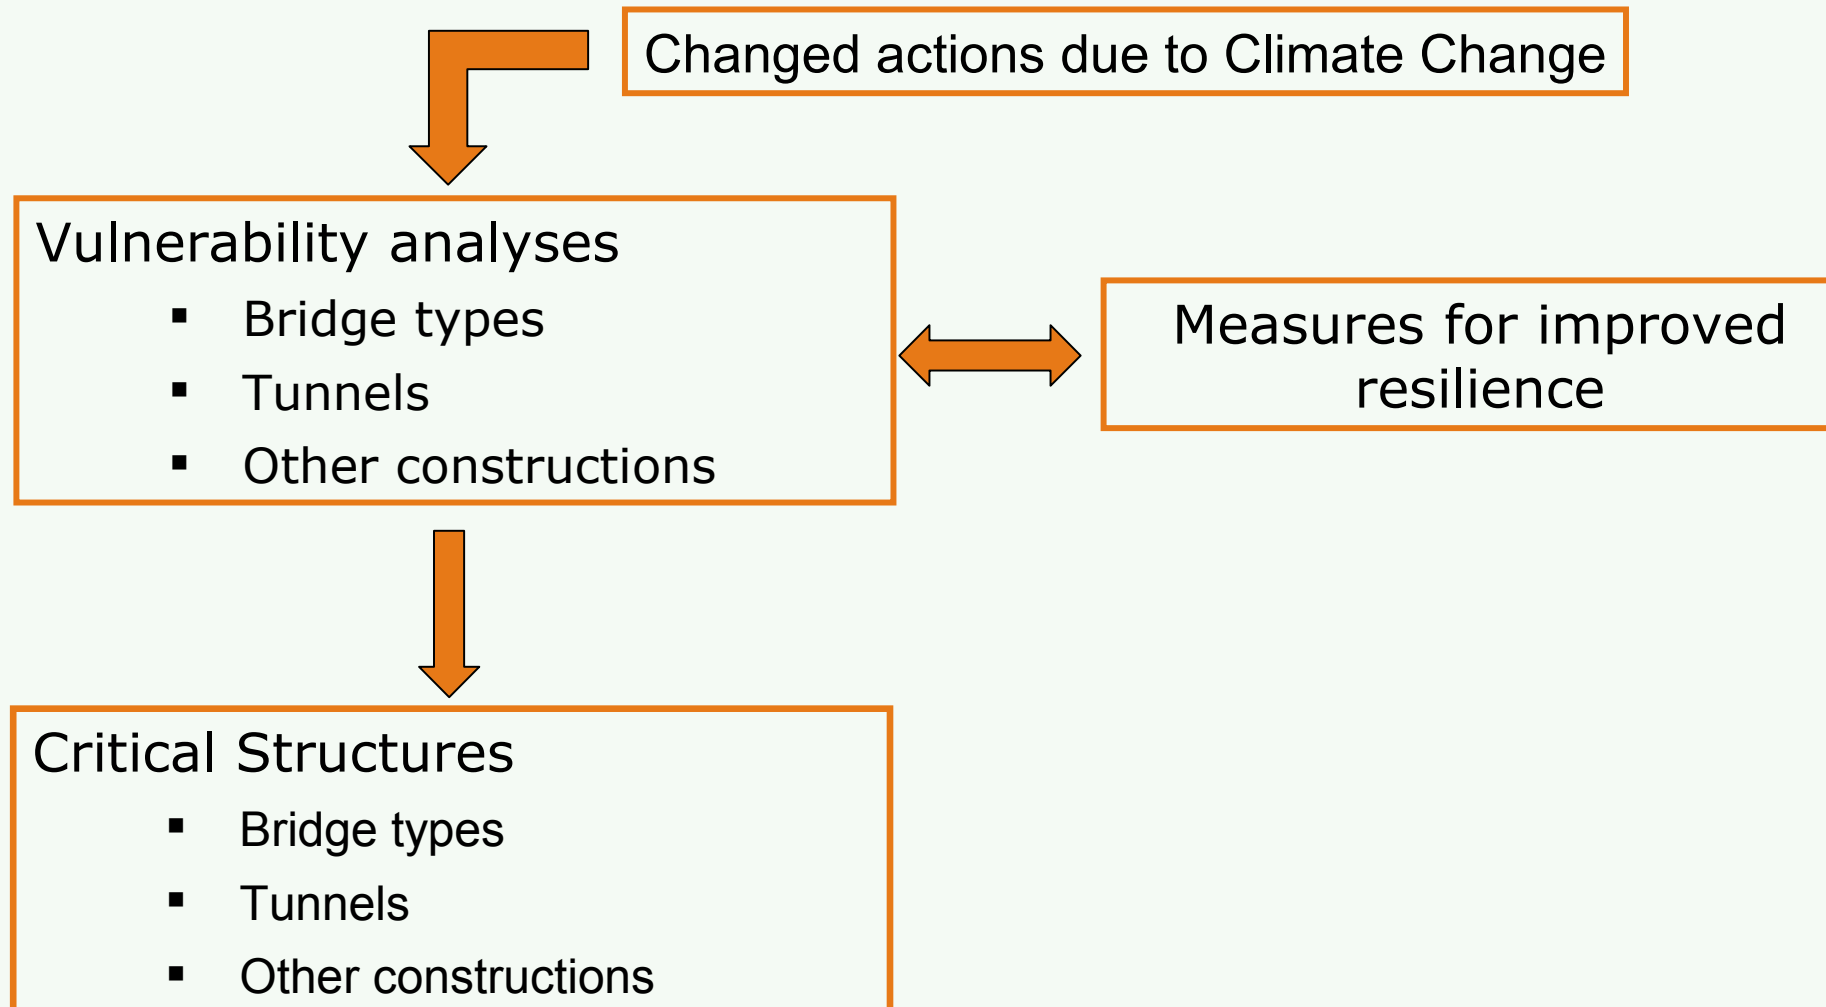 Changed actions due to Climate Change
Vulnerability analyses
▪ Bridge types
▪ Tunnels
▪ Other constructions
Measures for improved
resilience
Critical Structures
▪ Bridge types
▪ Tunnels
▪ Other constructions